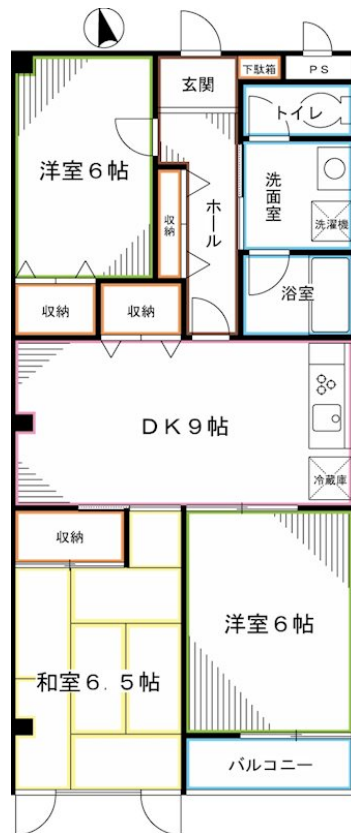 玄関
下駄箱
PS
トイレ
洋室6帖
洗面室
洗濯機
収納
ホール
浴室
収納
収納
DK9帖
冷蔵庫
収納
洋室6帖
和室6.5帖
バルコニー